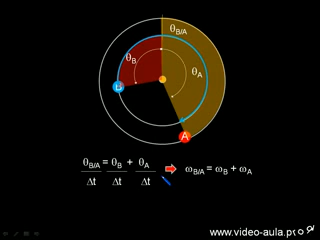 θB/A
θB
θA
B
A
θB/A = θB + θA
Δt Δt Δt
ωB/A = ωB + ωA
www.video-aula.pt